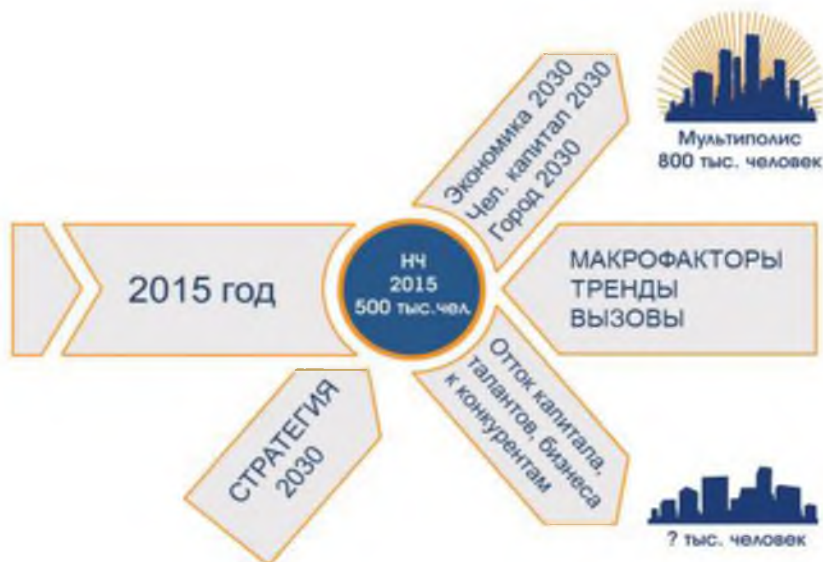 Экономика 2030
Чел. капитал 2030
Город 2030
Мультиполис
800 тыс. человек
2015 год
НЧ
2015
500 тыс.чел
МАКРОФАКТОРЫ
ТРЕНДЫ
ВЫЗОВЫ
СТРАТЕГИЯ
2030
Отток капитала,
талантов, бизнеса
к конкурентам
? тыс. человек